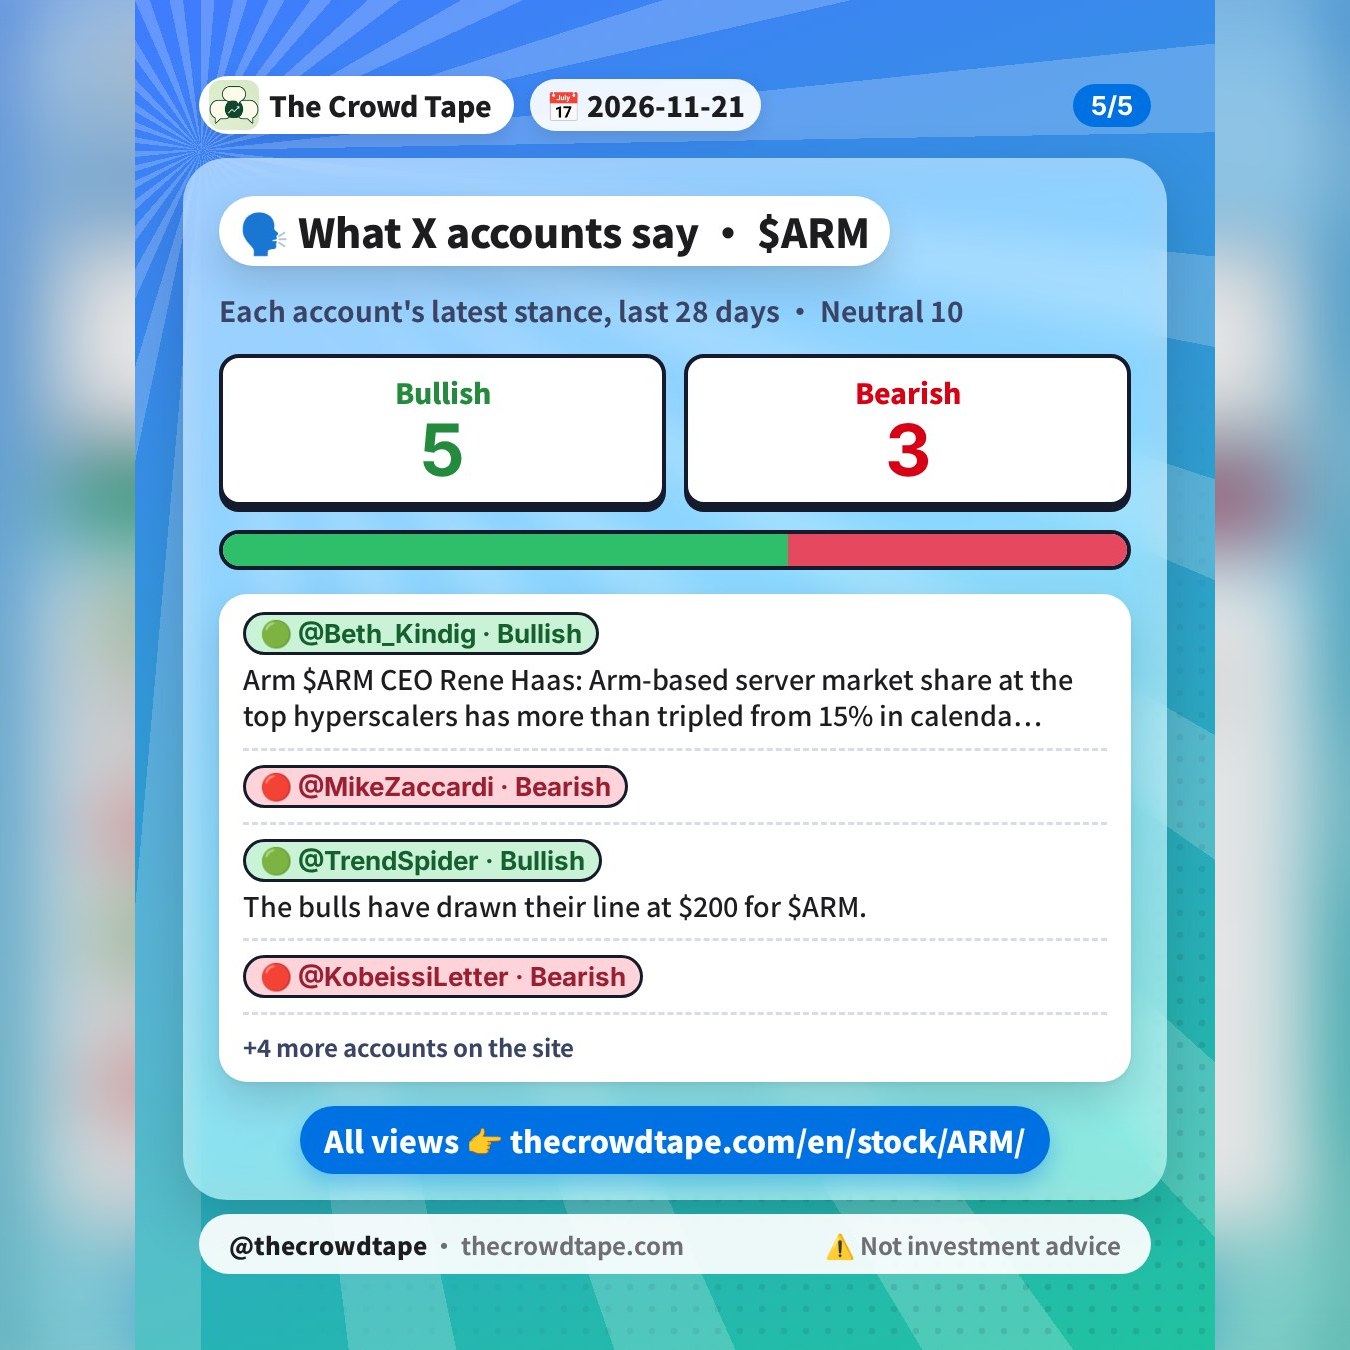 The Crowd Tape
📅 2026-11-21
5/5
🗣️ What X accounts say • $ARM
Each account's latest stance, last 28 days • Neutral 10
Bullish
5
Bearish
3
🟢 @Beth_Kindig · Bullish
Arm $ARM CEO Rene Haas: Arm-based server market share at the
top hyperscalers has more than tripled from 15% in calenda…
🔴 @MikeZaccardi · Bearish
🟢 @TrendSpider · Bullish
The bulls have drawn their line at $200 for $ARM.
🔴 @KobeissiLetter · Bearish
+4 more accounts on the site
All views 👉 thecrowdtape.com/en/stock/ARM/
@thecrowdtape • thecrowdtape.com
⚠️ Not investment advice